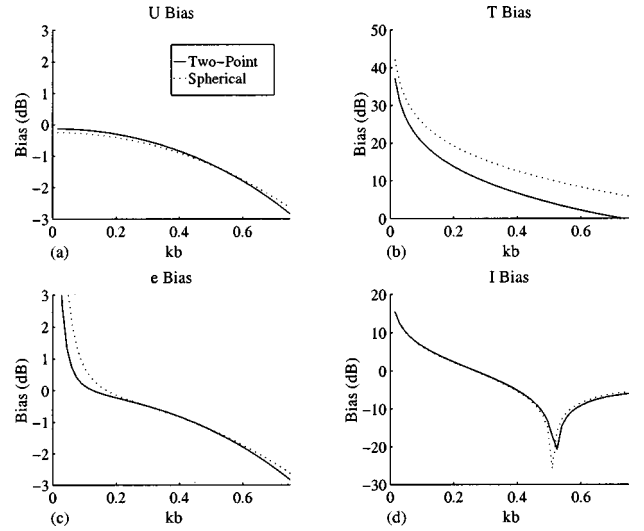 U Bias
3
2
1
0
-1
-2
-3
Bias (dB)
0
0.2
0.4
0.6
kb
(a)
Two-Point
Spherical
T Bias
50
40
30
20
10
0
Bias (dB)
0
0.2
0.4
0.6
kb
(b)
e Bias
3
2
1
0
-1
-2
-3
Bias (dB)
0
0.2
0.4
0.6
kb
(c)
I Bias
20
10
0
-10
-20
-30
Bias (dB)
0
0.2
0.4
0.6
kb
(d)